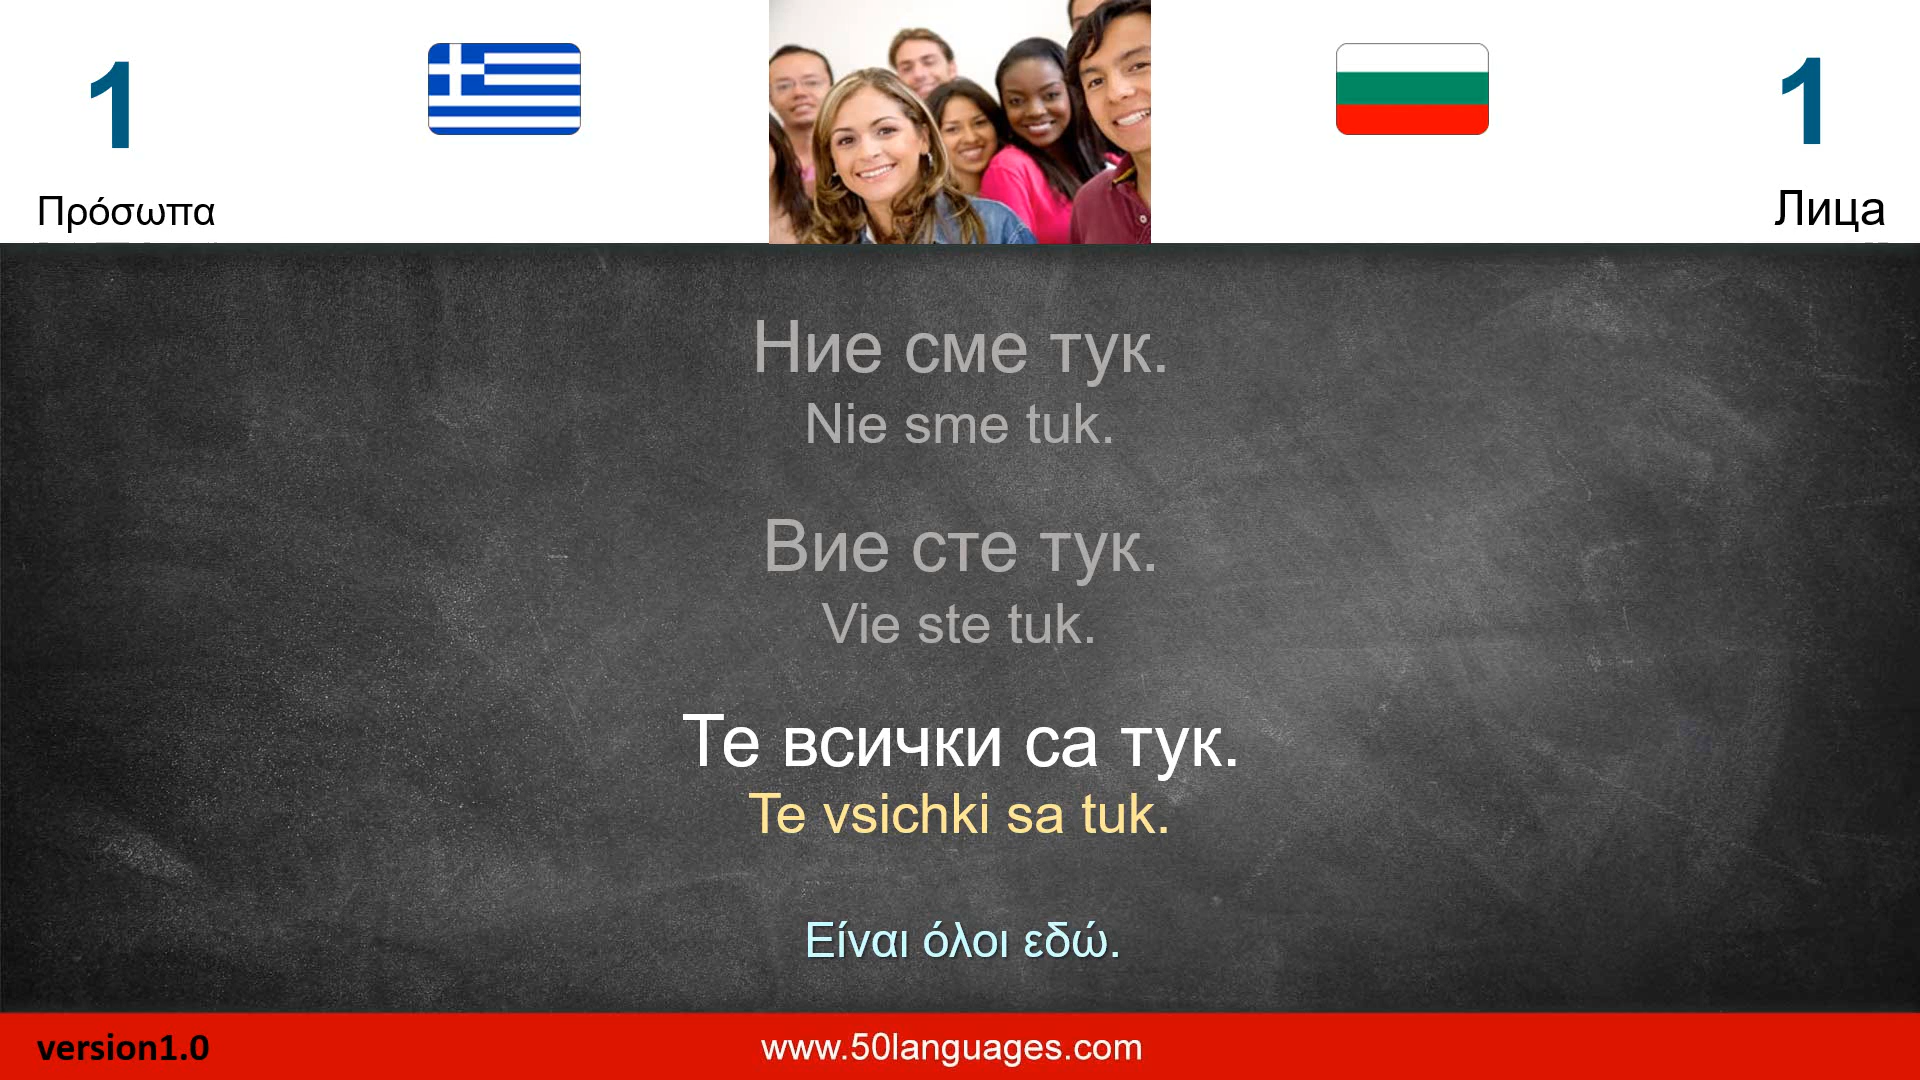 1
1
Πρόσωπα
Лица
Ние сме тук.
Nie sme tuk.
Вие сте тук.
Vie ste tuk.
Те всички са тук.
Te vsichki sa tuk.
Είναι όλοι εδώ.
version1.0
www.50languages.com